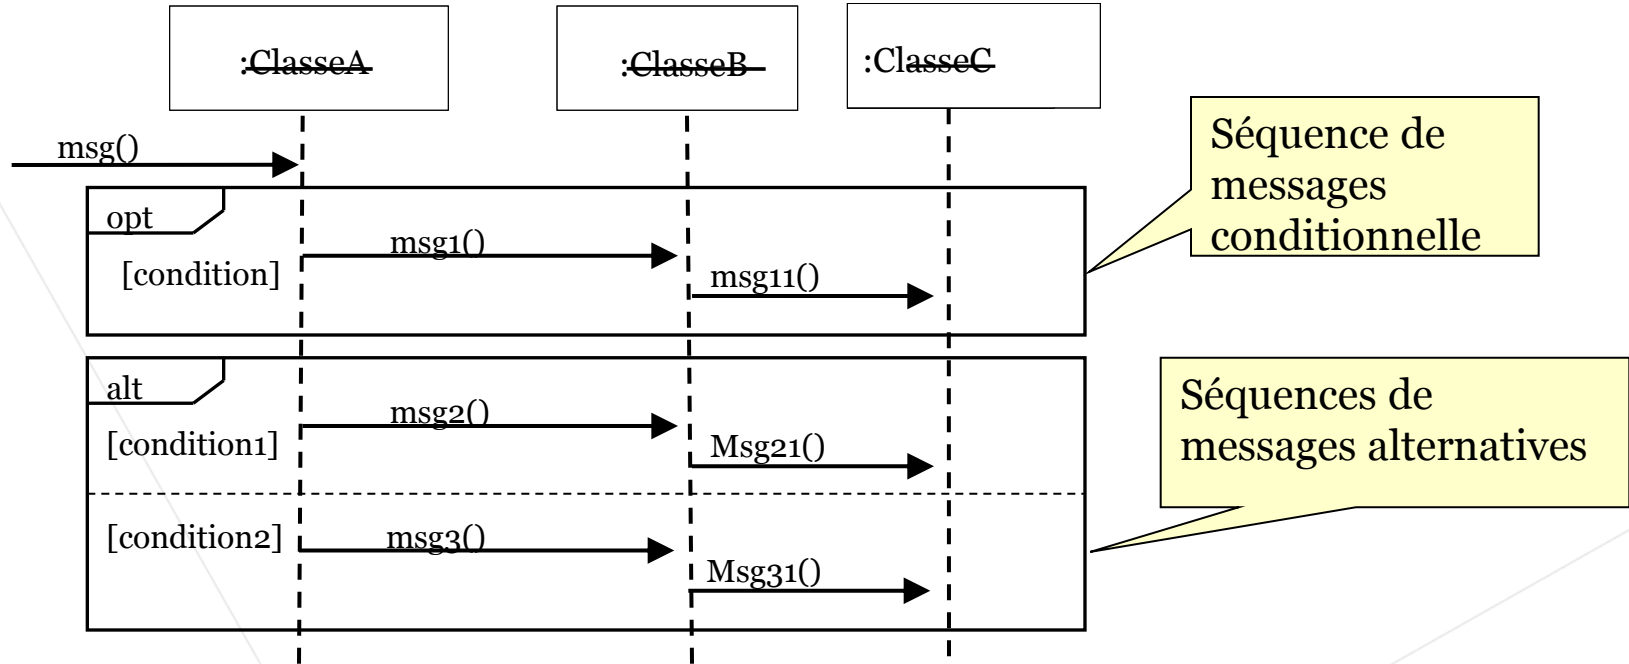 :ClasseA
:ClasseB
:ClasseC
msg()
Séquence de
messages
conditionnelle
opt
msg1()
[condition]
msg11()
alt
msg2()
[condition1]
Msg21()
Séquences de
messages alternatives
[condition2]
msg3()
Msg31()